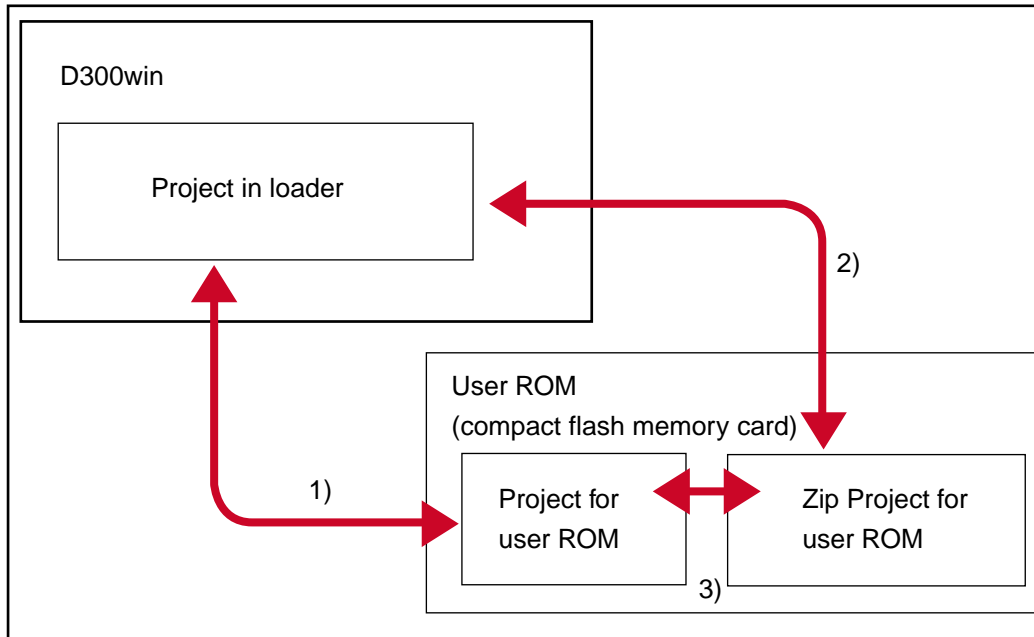 D300win
Project in loader
2)
User ROM
(compact flash memory card)
1)
Project for
user ROM
Zip Project for
user ROM
3)